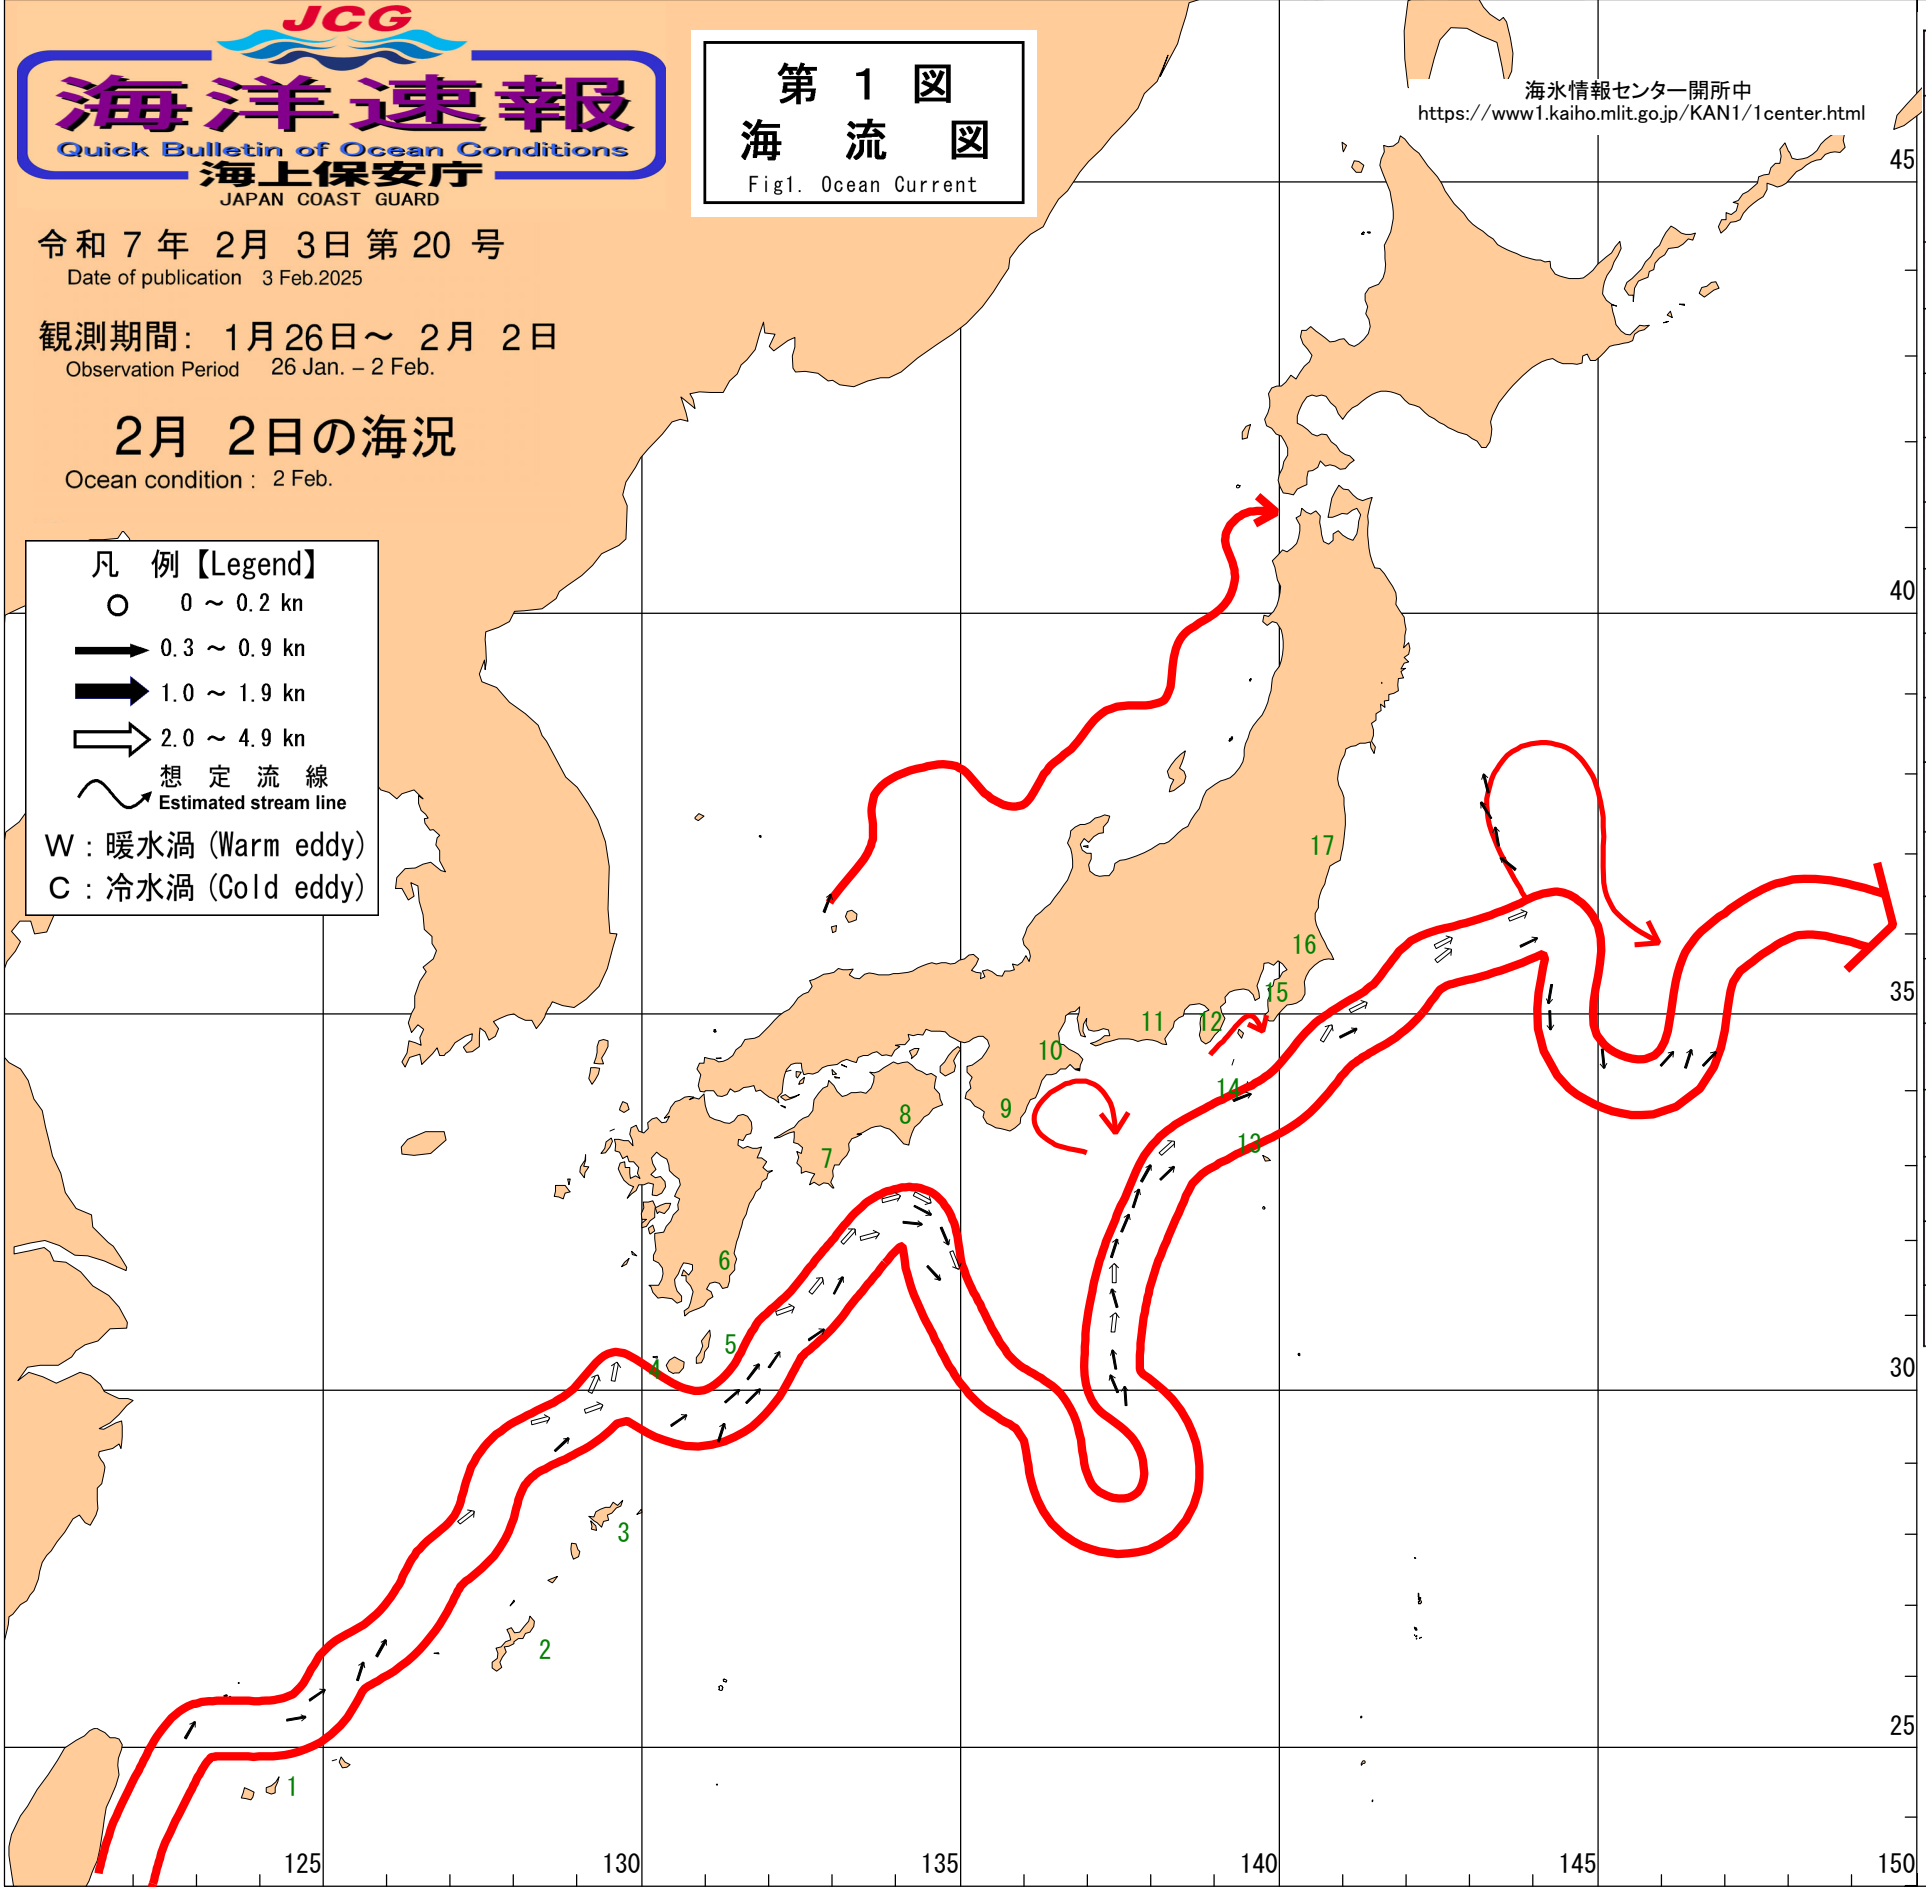 JCG
海洋速報
Quick Bulletin of Ocean Conditions
海上保安庁
JAPAN COAST GUARD
令和 7 年 2月 3日 第 20 号
Date of publication 3 Feb.2025
観測期間: 1月26日～ 2月 2日
Observation Period 26 Jan. – 2 Feb.
2月 2日の海況
Ocean condition : 2 Feb.
第 1 図
海 流 図
Fig1. Ocean Current
海氷情報センター開所中
https://www1.kaiho.mlit.go.jp/KAN1/1center.html
凡 例【Legend】
0 ～ 0.2 kn
0.3 ～ 0.9 kn
1.0 ～ 1.9 kn
2.0 ～ 4.9 kn
想 定 流 線
Estimated stream line
W : 暖水渦 (Warm eddy)
C : 冷水渦 (Cold eddy)
45
40
35
30
25
17
16
15
12
11
10
14
13
9
8
7
6
5
4
3
2
1
125
130
135
140
145
150